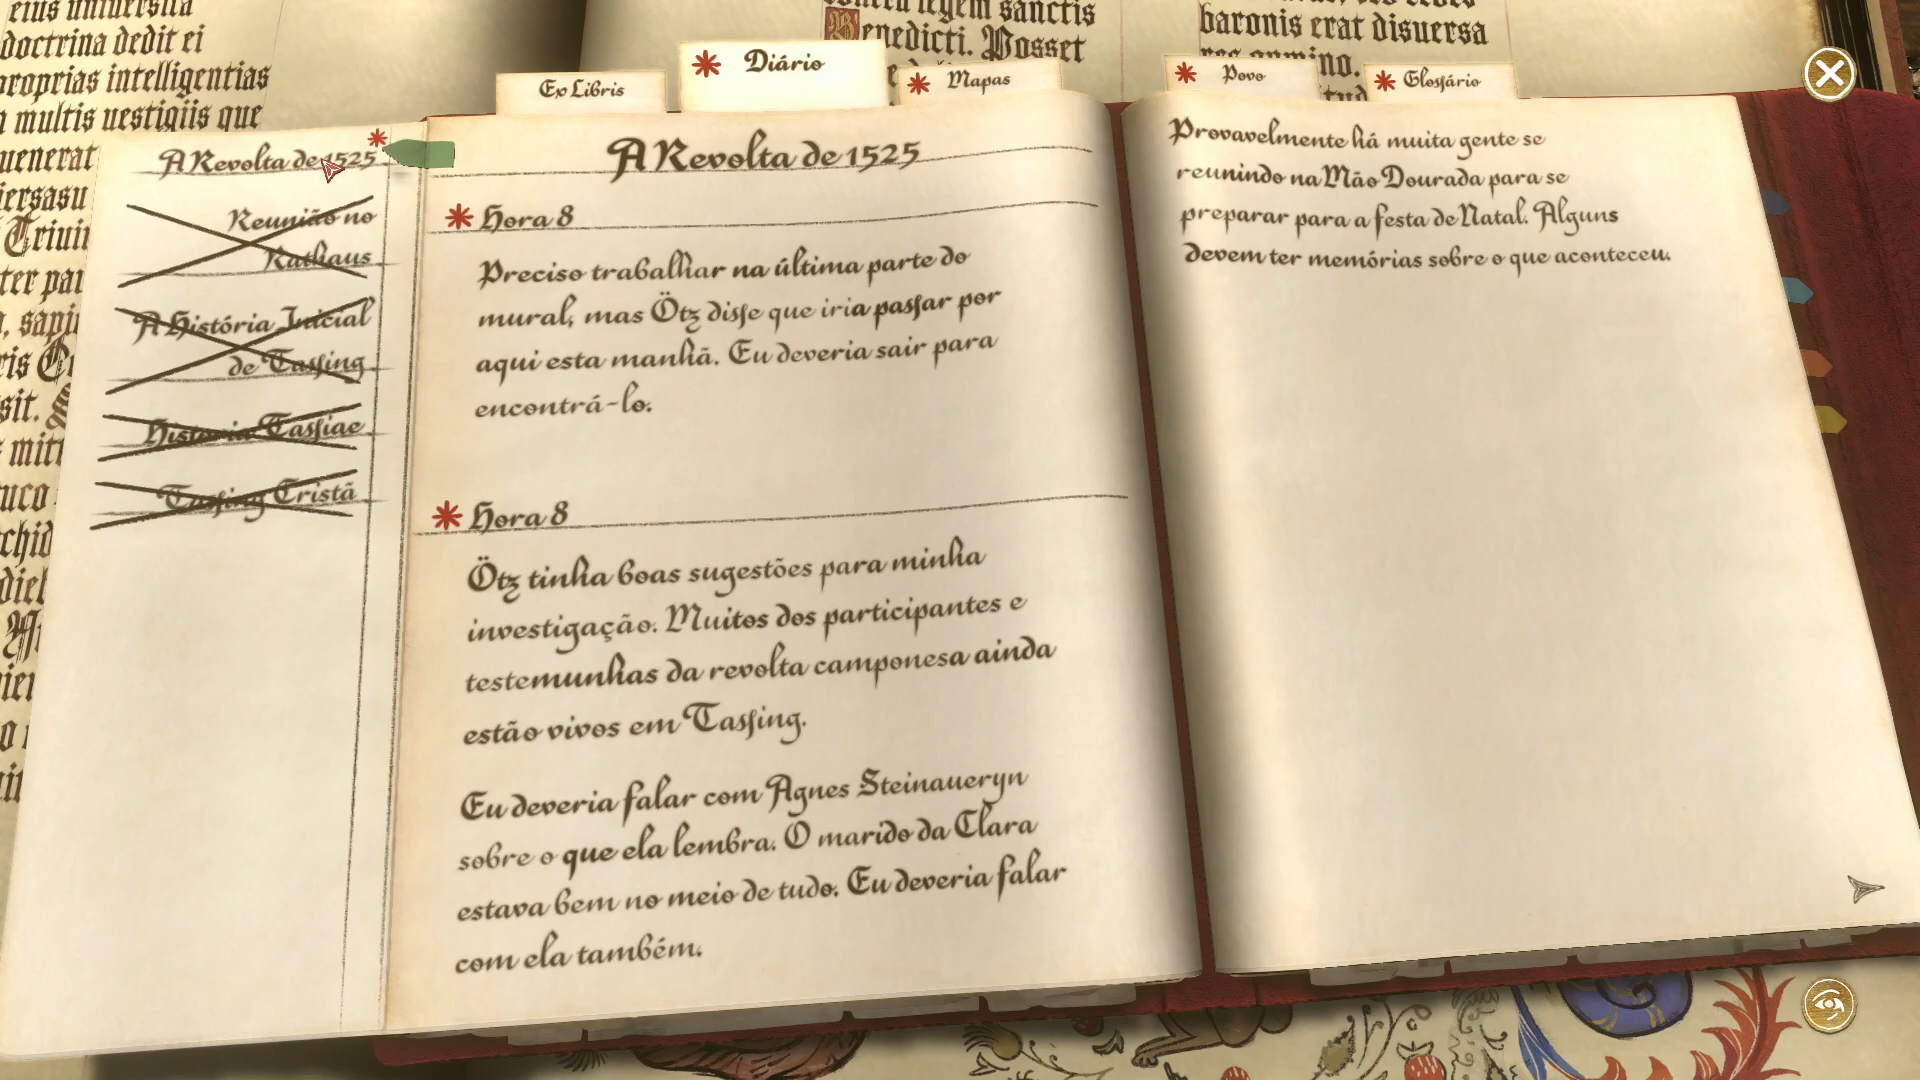 eius uniuersita
doctrina dedit ei
proprias intelligentias
multis uestigiis que
legem sanctis
Benedicti. Posset
baronis erat disuersa
Ex Libris
Diário
Mapas
Povo
Glossário
A Revolta de 1525
Reunião no
Rathaus
A História Inicial
de Tassing
Historia Tassiae
Tassing Cristã
A Revolta de 1525
Hora 8
Preciso trabalhar na última parte do
mural, mas Ötz disse que iria passar por
aqui esta manhã. Eu deveria sair para
encontrá-lo.
Hora 8
Ötz tinha boas sugestões para minha
investigação. Muitos dos participantes e
testemunhas da revolta camponesa ainda
estão vivos em Tassing.
Eu deveria falar com Agnes Steinaueryn
sobre o que ela lembra. O marido da Clara
estava bem no meio de tudo. Eu deveria falar
com ela também.
Provavelmente há muita gente se
reunindo na Mão Dourada para se
preparar para a festa de Natal. Alguns
devem ter memórias sobre o que aconteceu.